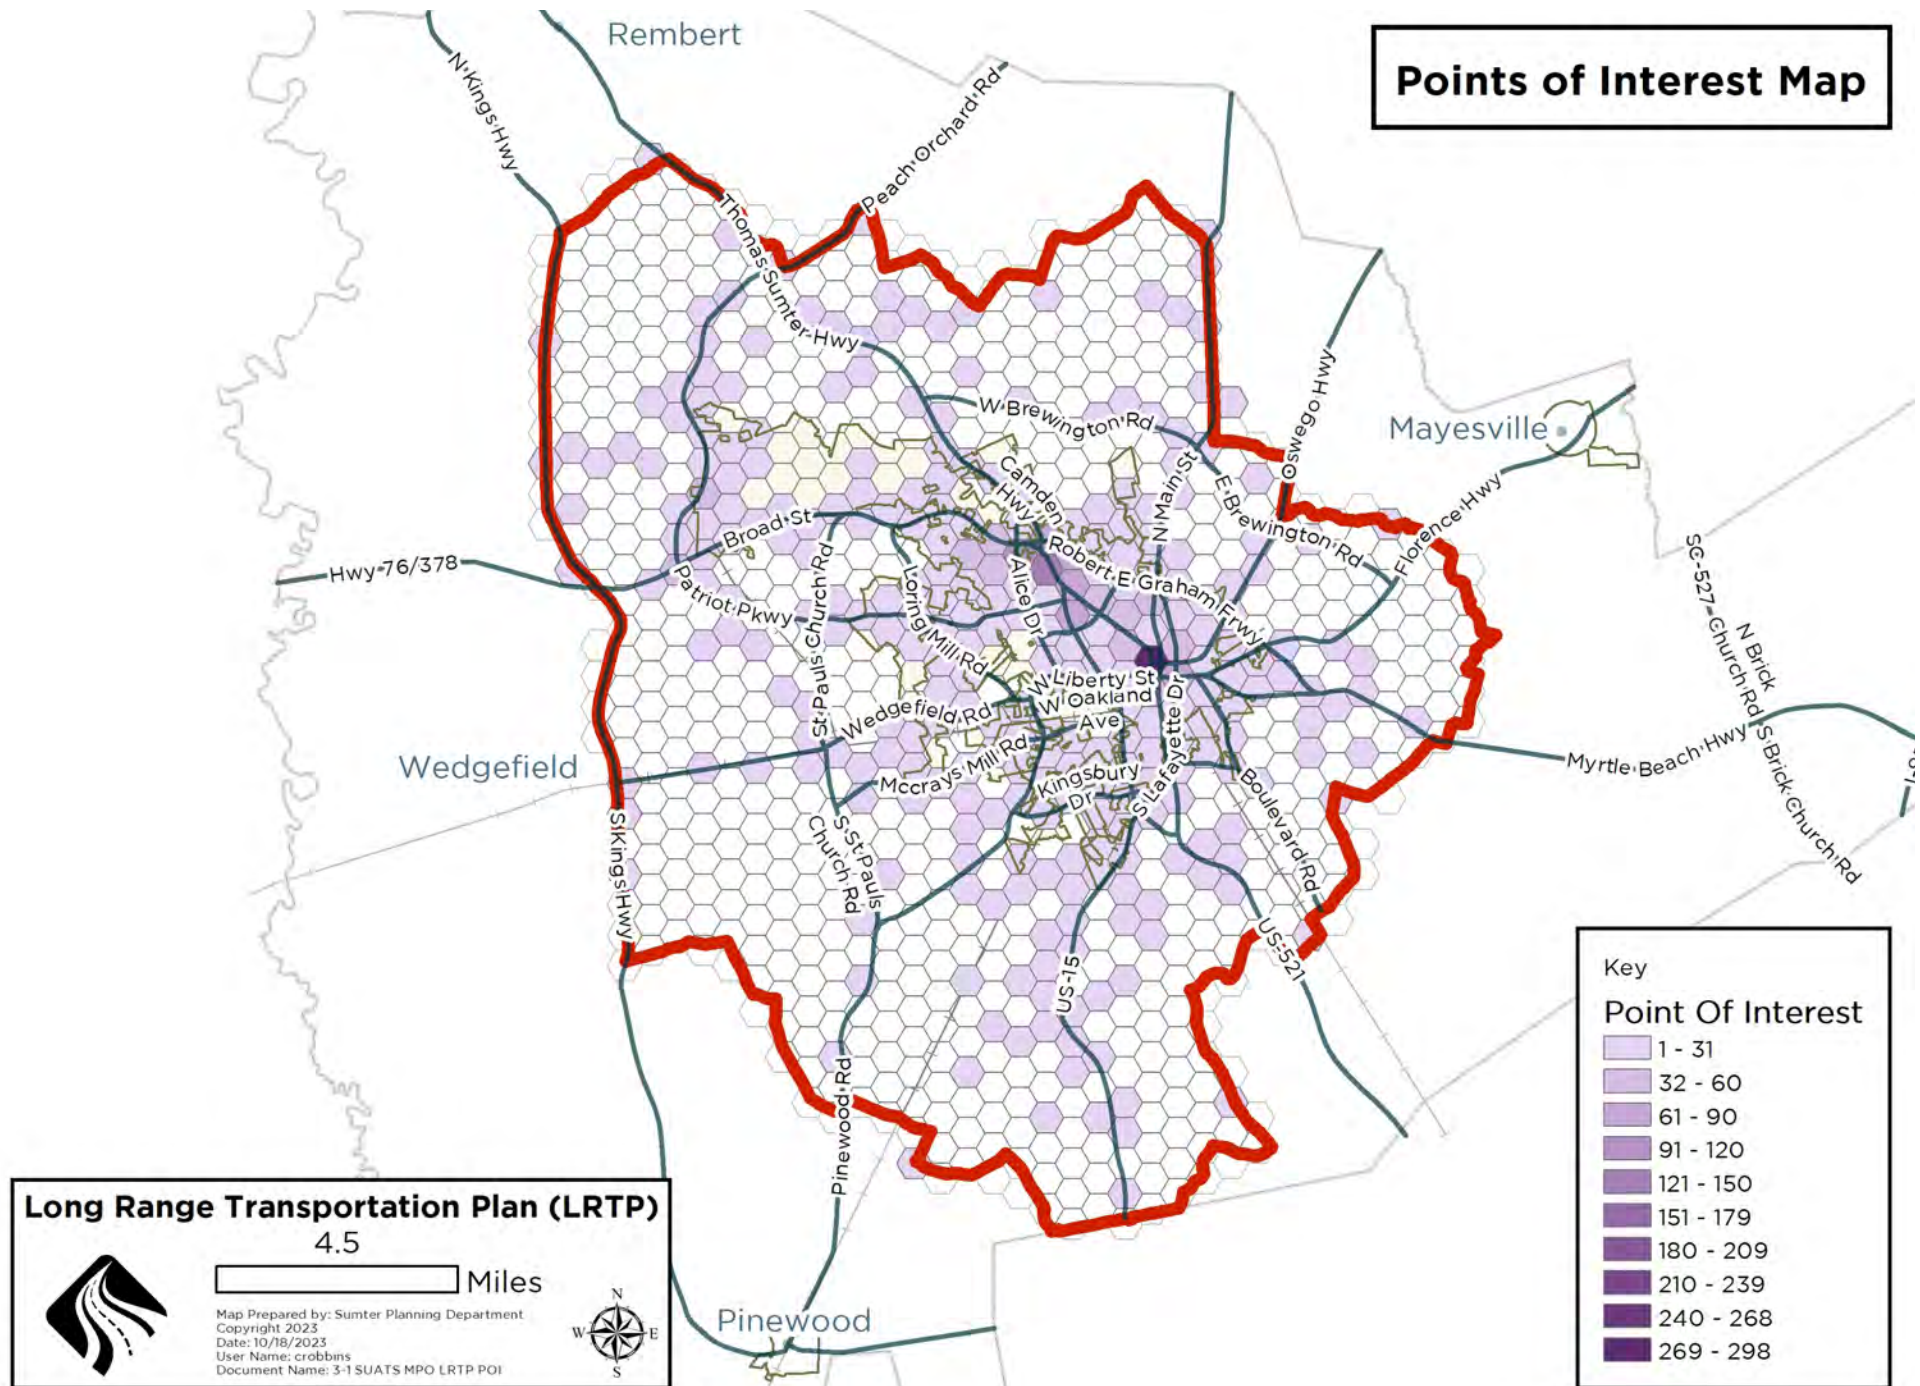 Rembert
Points of Interest Map
N Kings Hwy
Peach Orchard Rd
Thomas Sumter Hwy
W Brewington Rd
Oswego Hwy
Mayesville
Camden
Hwy
N Main St
E Brewington Rd
Florence Hwy
Broad St
Hwy 76/378
Patriot Pkwy
St Pauls Church Rd
Loring Mill Rd
Alice Dr
Robert E Graham Frwy
SC-527
Church Rd
N Brick
W Liberty St
W Oakland
Ave
Wedgefield Rd
S Lafayette Dr
Wedgefield
Mccrays Mill Rd
Kingsbury
Dr
Boulevard Rd
Myrtle Beach Hwy
S Brick Church Rd
I-95
S Kings Hwy
S St Pauls
Church Rd
US-15
US-521
Pinewood Rd
Pinewood
Key
Point Of Interest
1 - 31
32 - 60
61 - 90
91 - 120
121 - 150
151 - 179
180 - 209
210 - 239
240 - 268
269 - 298
Long Range Transportation Plan (LRTP)
4.5
Miles
Map Prepared by: Sumter Planning Department
Copyright 2023
Date: 10/18/2023
User Name: crobbins
Document Name: 3-1 SUATS MPO LRTP POI
N
W E
S